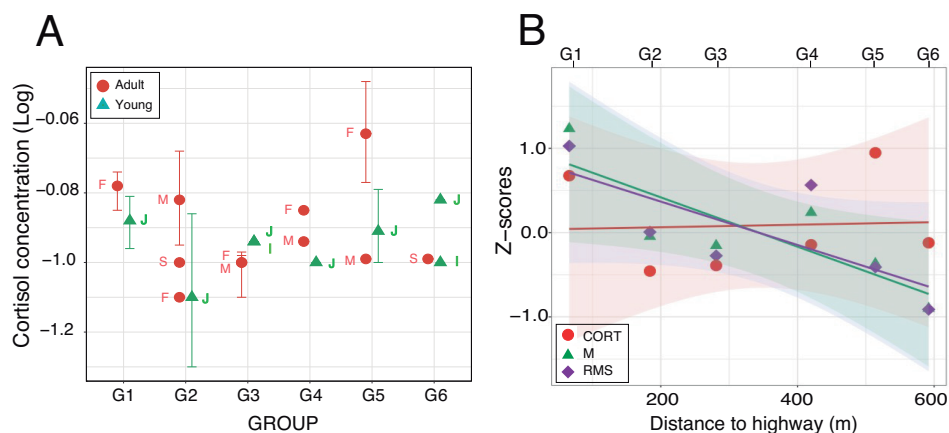 A
Cortisol concentration (Log)
−0.06
−0.08
−1.0
−1.2
Adult
Young
F
J
M
S
F
J
F
M
J
I
F
M
J
F
M
J
J
S
I
G1 G2 G3 G4 G5 G6
GROUP
B
G1 G2 G3 G4 G5 G6
Z−scores
1.0
0.0
−1.0
CORT
M
RMS
200 400 600
Distance to highway (m)